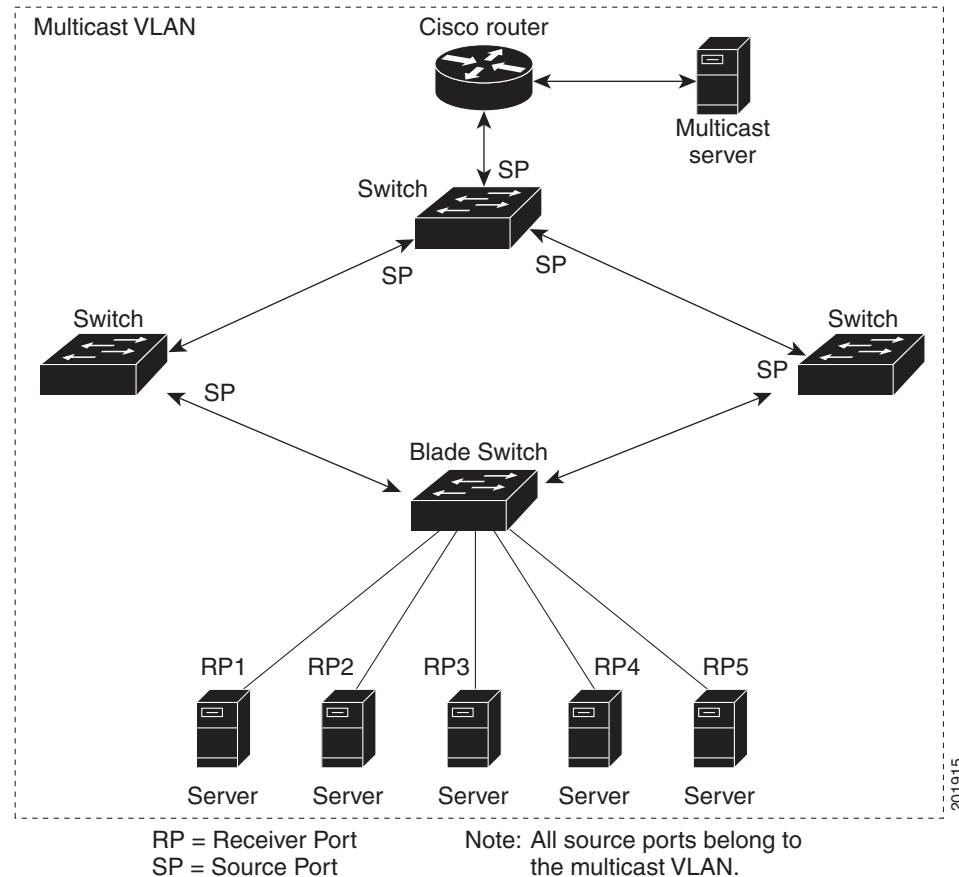 Multicast VLAN
Cisco router
Multicast
server
SP
Switch
SP
SP
Switch
Switch
SP
SP
Blade Switch
RP1
RP2
RP3
RP4
RP5
Server
Server
Server
Server
Server
201915
RP = Receiver Port
SP = Source Port
Note: All source ports belong to
the multicast VLAN.